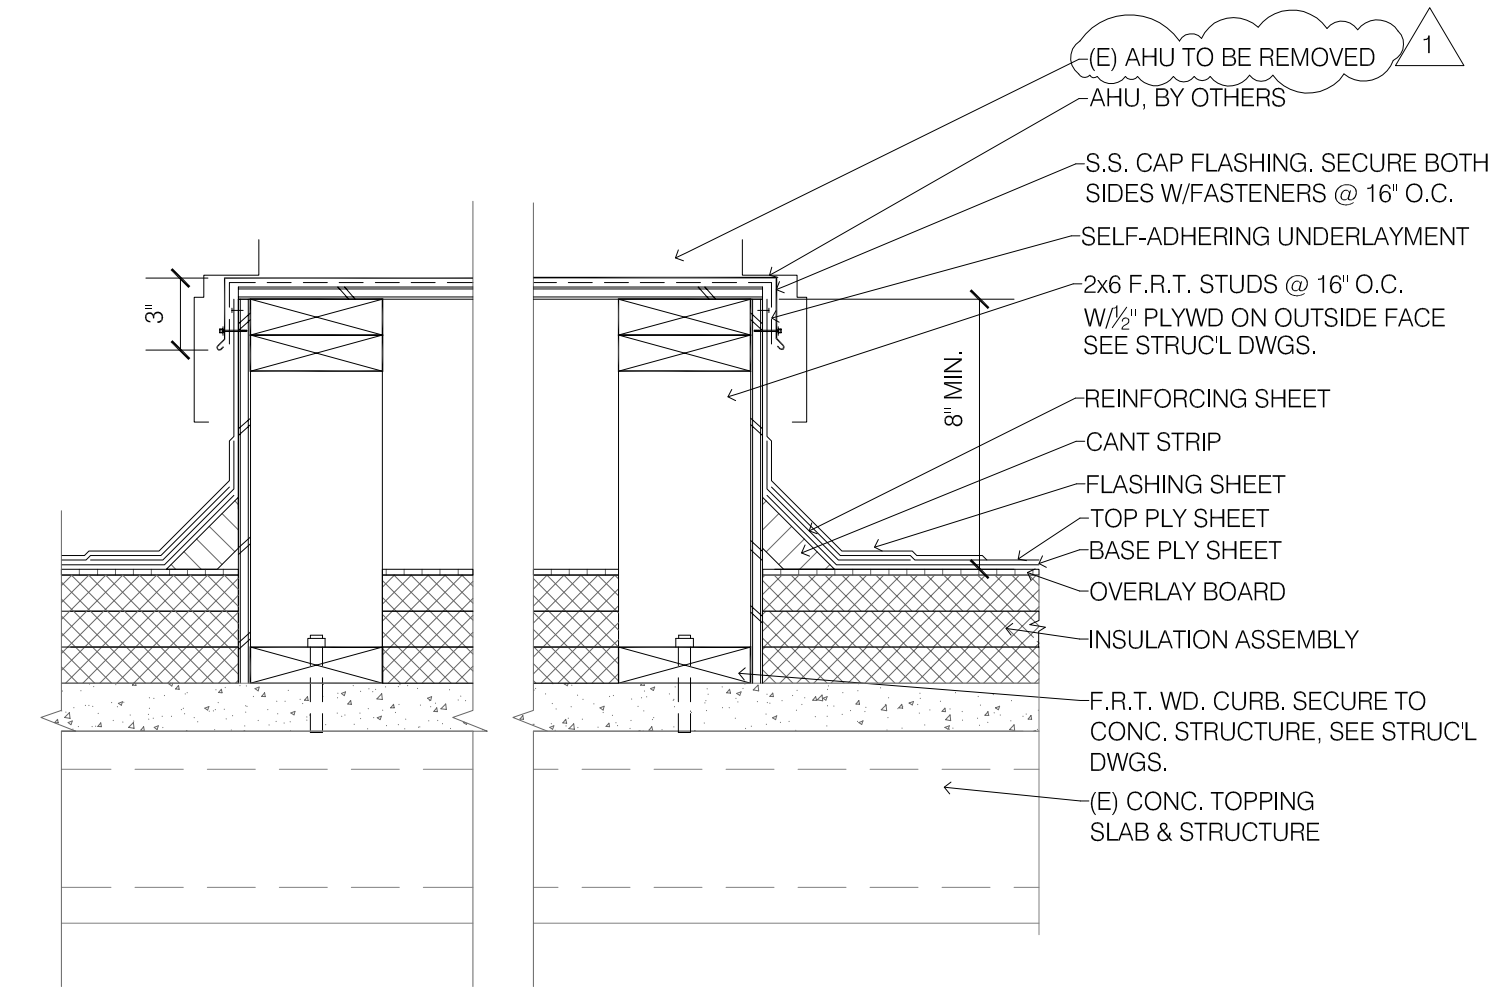 (E) AHU TO BE REMOVED
1
AHU, BY OTHERS
S.S. CAP FLASHING. SECURE BOTH
SIDES W/FASTENERS @ 16" O.C.
SELF-ADHERING UNDERLAYMENT
2x6 F.R.T. STUDS @ 16" O.C.
W/½" PLYWD ON OUTSIDE FACE
SEE STRUC'L DWGS.
3"
8" MIN.
REINFORCING SHEET
CANT STRIP
FLASHING SHEET
TOP PLY SHEET
BASE PLY SHEET
OVERLAY BOARD
INSULATION ASSEMBLY
F.R.T. WD. CURB. SECURE TO
CONC. STRUCTURE, SEE STRUC'L
DWGS.
(E) CONC. TOPPING
SLAB & STRUCTURE